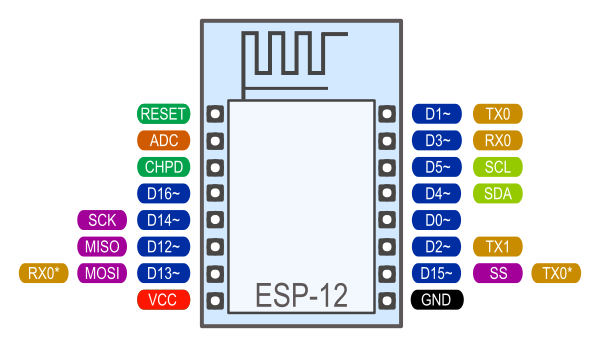 RESET D1~ TX0
ADC D3~ RX0
CHPD D5~ SCL
D16~ D4~ SDA
SCK D14~ D0~
MISO D12~ D2~ TX1
RX0* MOSI D13~ D15~ SS TX0*
VCC ESP-12 GND